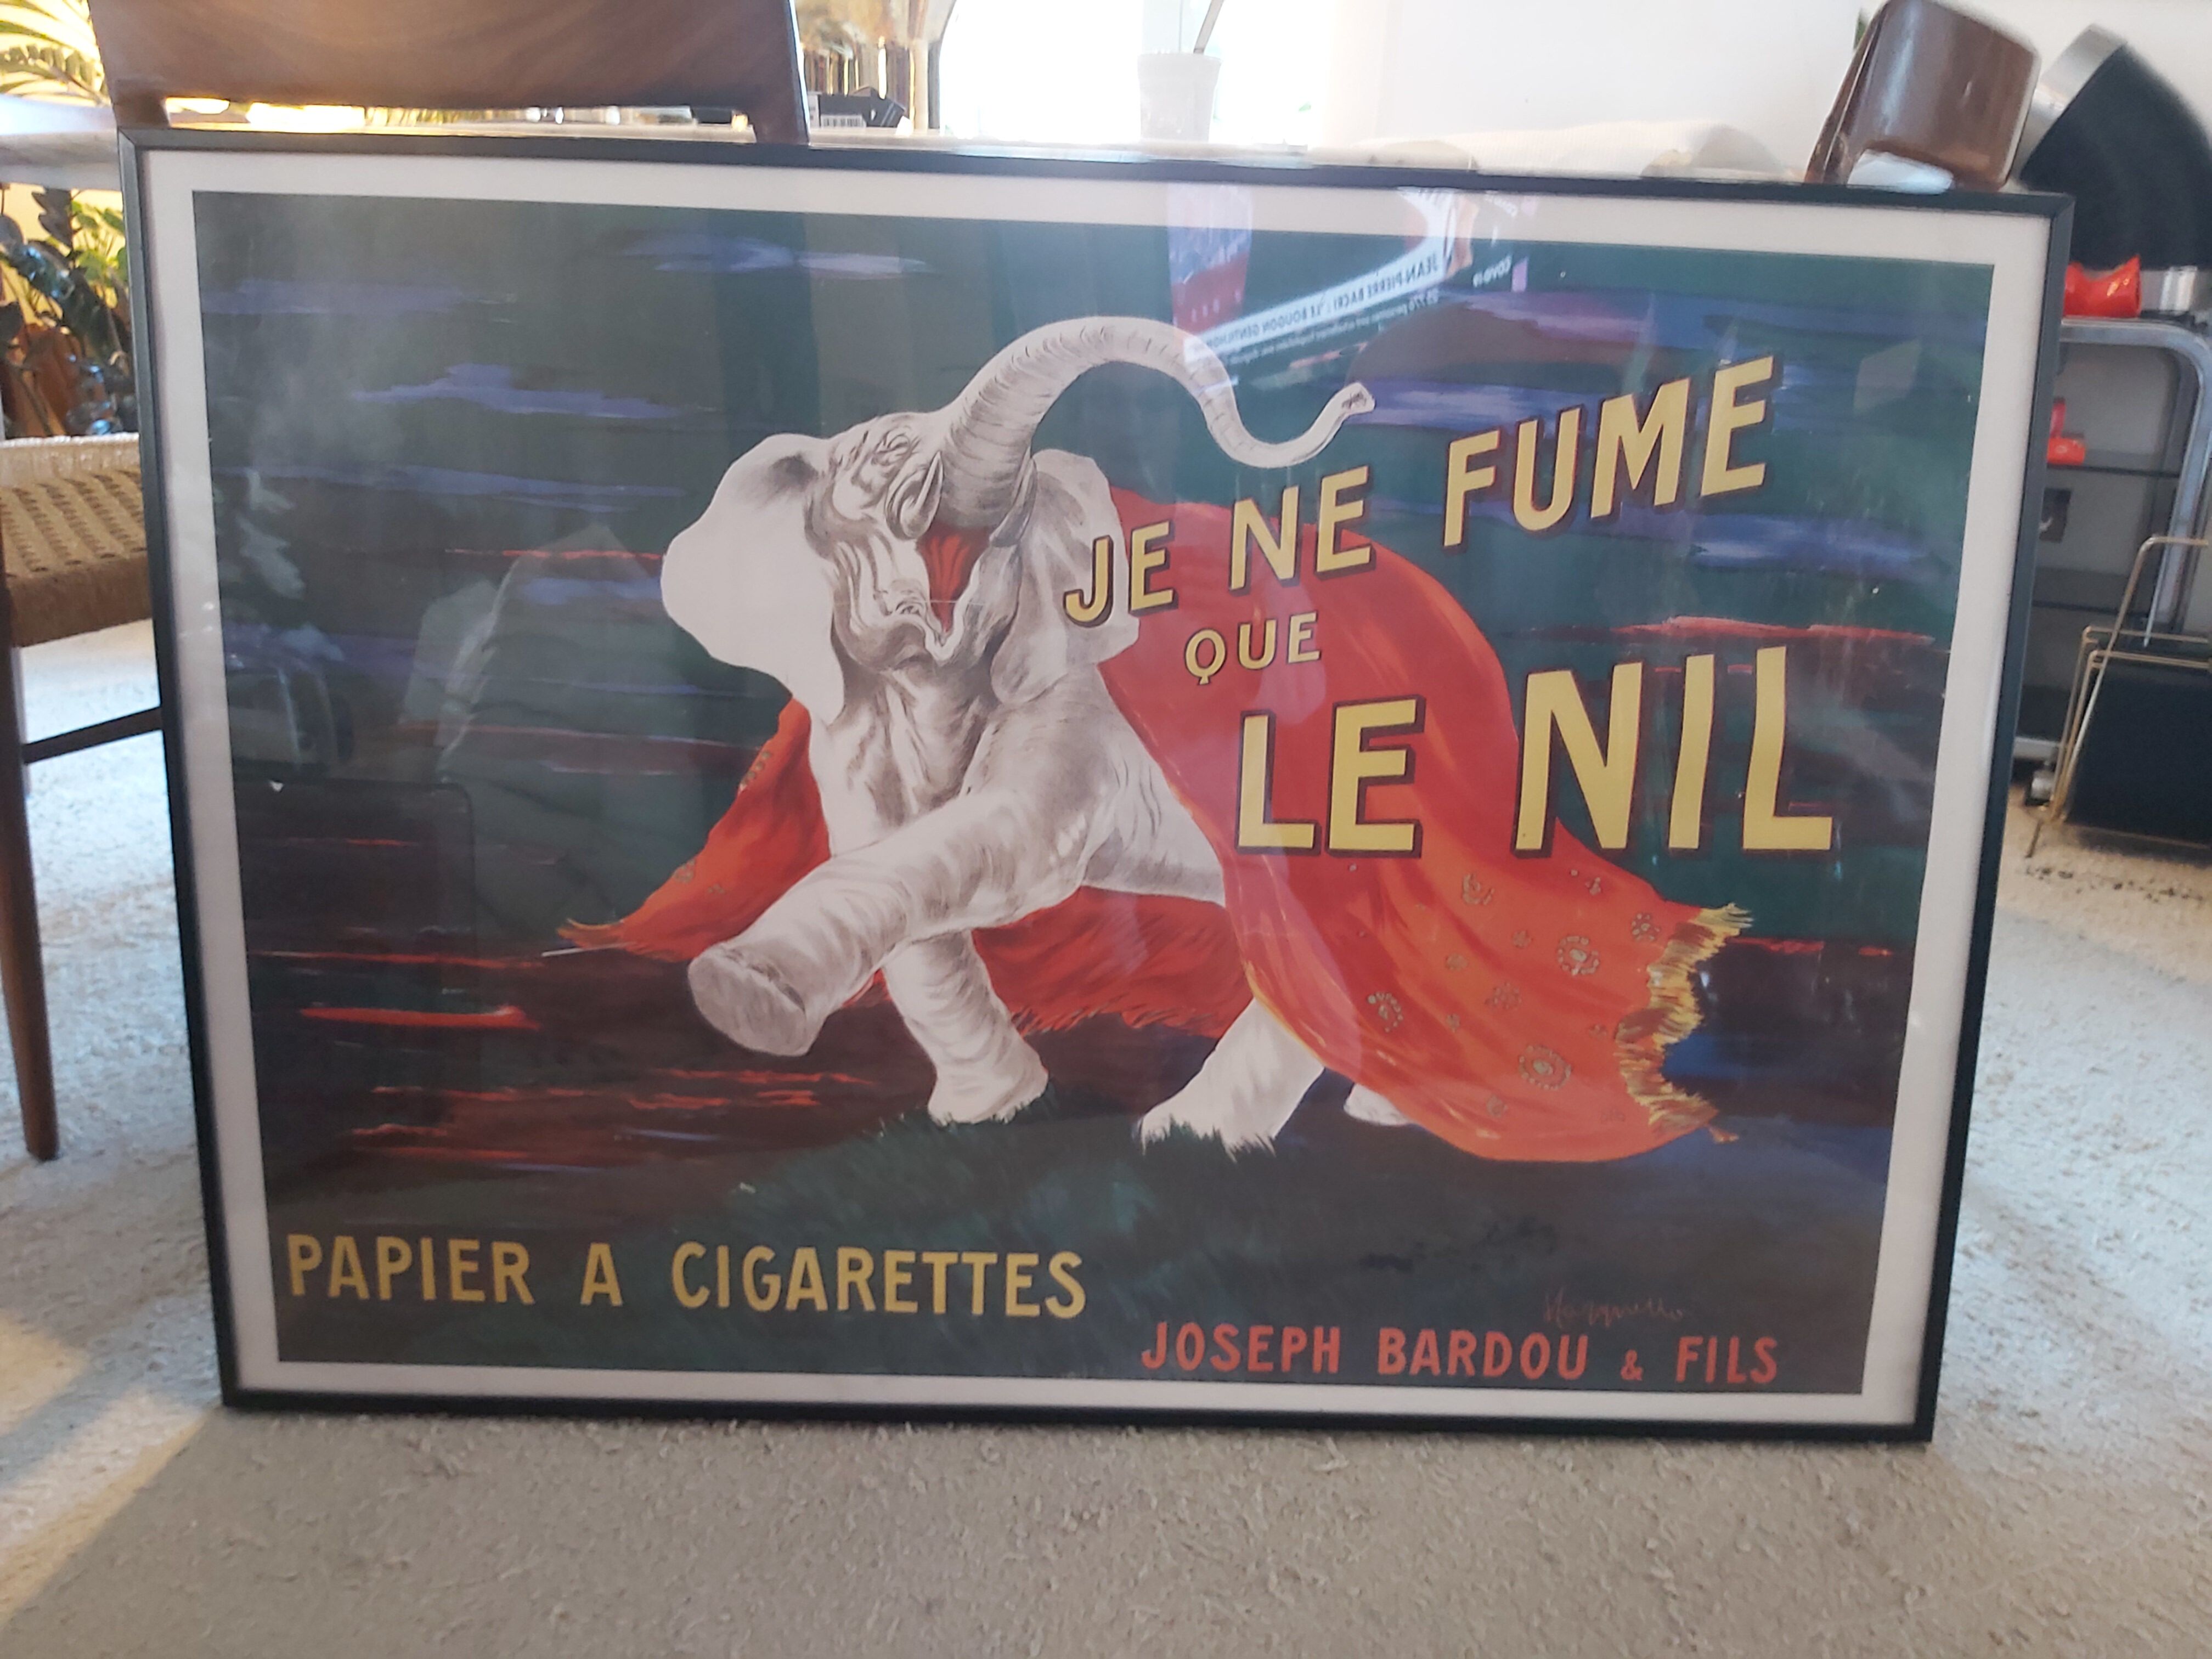 JE NE FUME
QUE
LE NIL
PAPIER A CIGARETTES
JOSEPH BARDOU & FILS